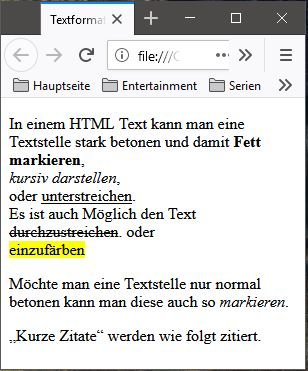 Textformat
file:///C
Hauptseite Entertainment Serien
In einem HTML Text kann man eine
Textstelle stark betonen und damit Fett
markieren,
kursiv darstellen,
oder unterstreichen.
Es ist auch Möglich den Text
durchzustreichen. oder
einzufärben
Möchte man eine Textstelle nur normal
betonen kann man diese auch so markieren.
„Kurze Zitate“ werden wie folgt zitiert.